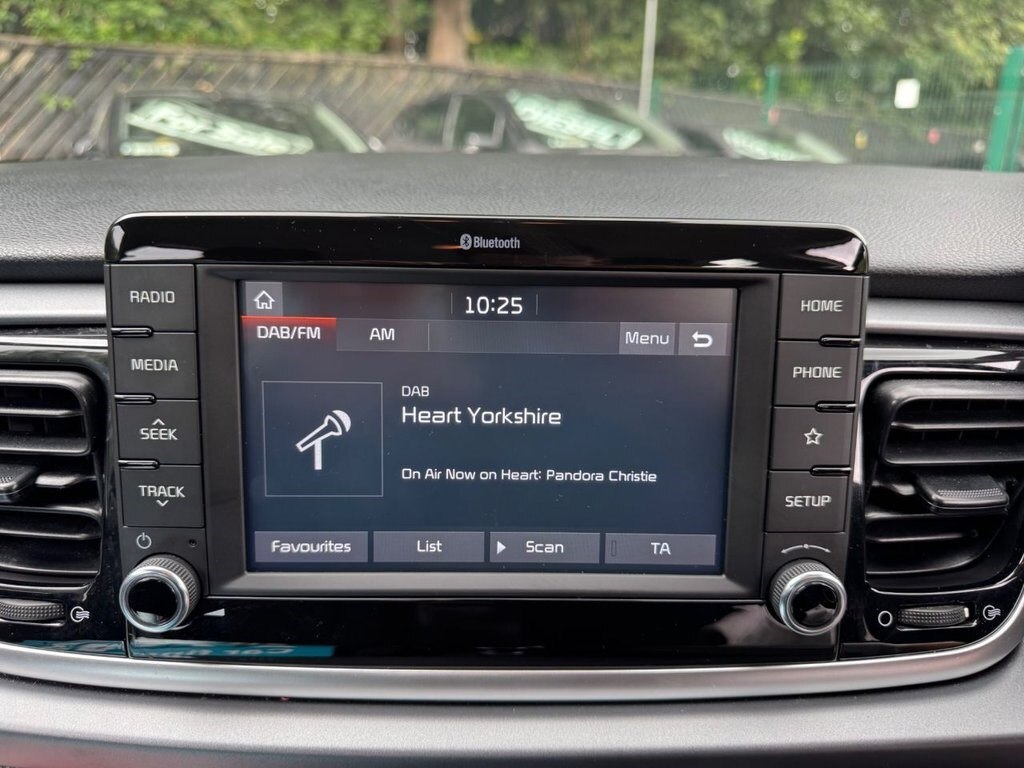 Bluetooth
RADIO
MEDIA
SEEK
TRACK
10:25
DAB/FM AM Menu
DAB
Heart Yorkshire
On Air Now on Heart: Pandora Christie
Favourites List Scan TA
HOME
PHONE
SETUP